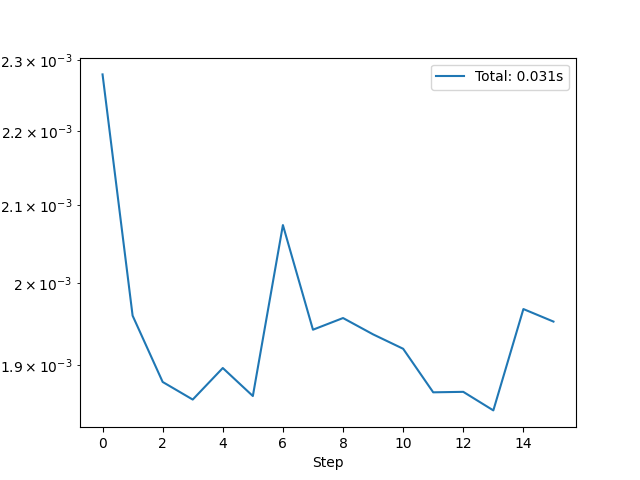 2.3 × 10⁻³
Total: 0.031s
2.2 × 10⁻³
2.1 × 10⁻³
2 × 10⁻³
1.9 × 10⁻³
0 2 4 6 8 10 12 14
Step